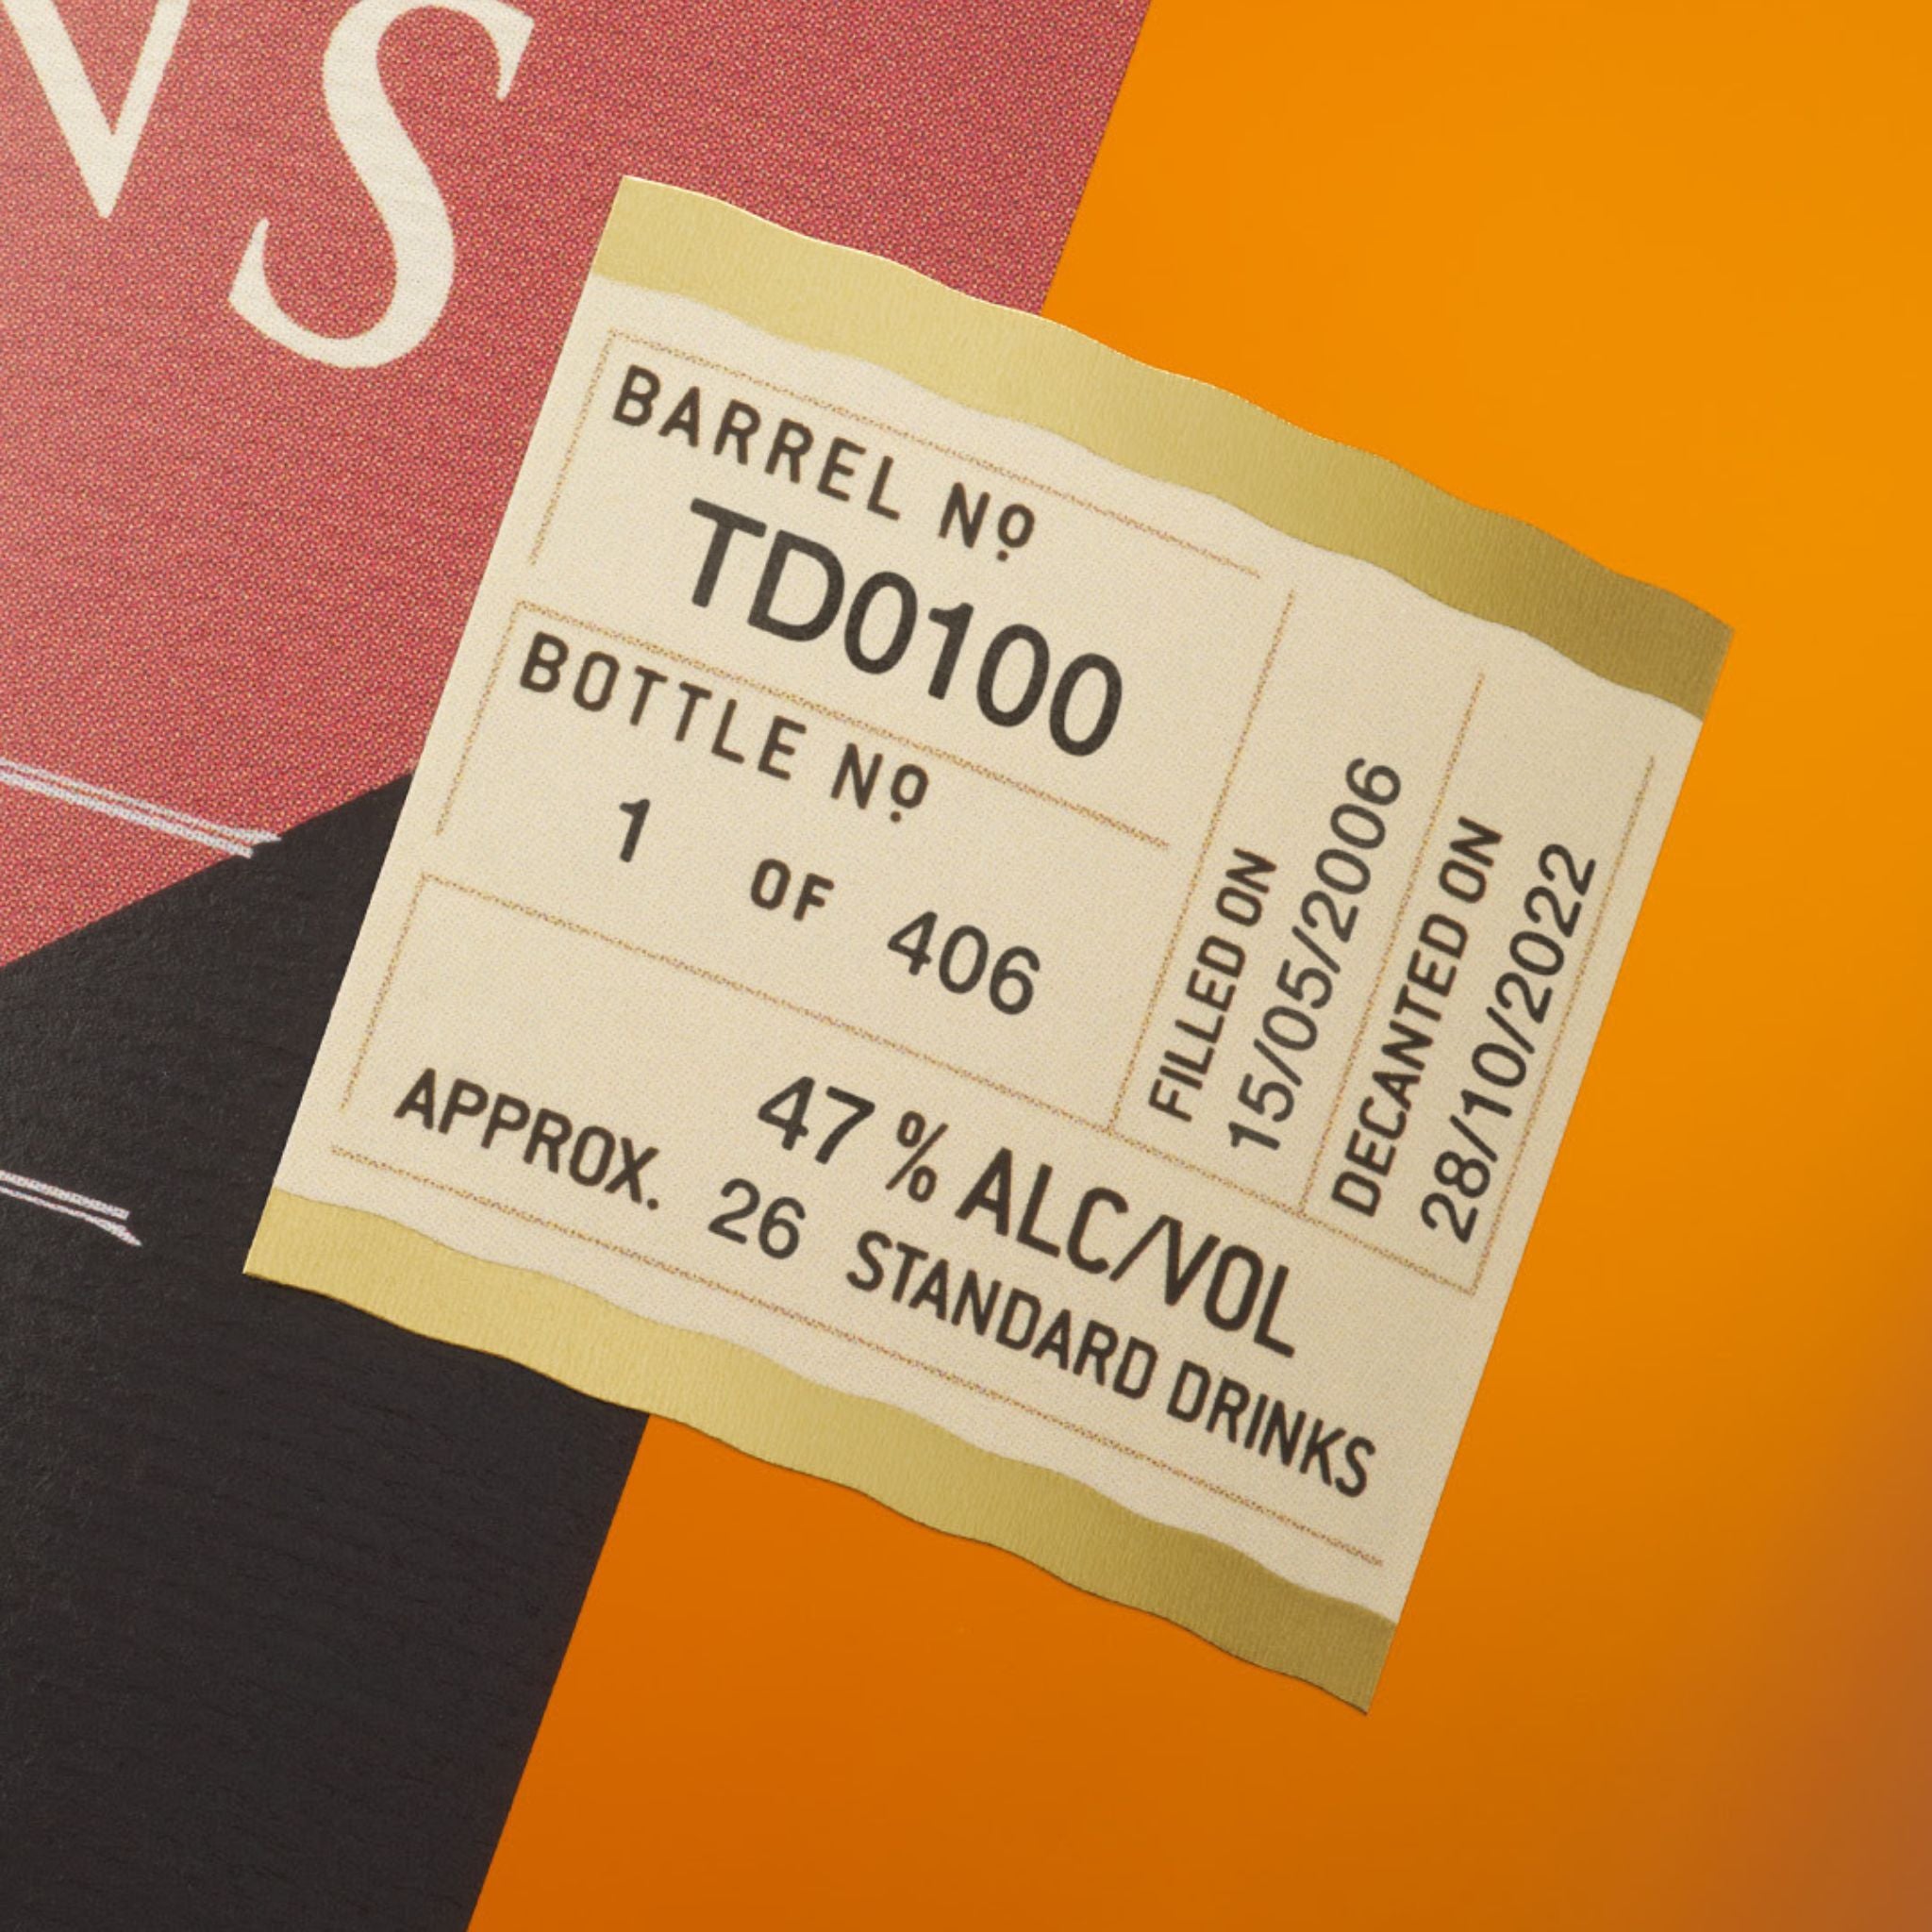 VS
BARREL Nº
TD0100
BOTTLE Nº
1 OF 406
FILLED ON
15/05/2006
DECANTED ON
28/10/2022
47% ALC/VOL
APPROX. 26 STANDARD DRINKS